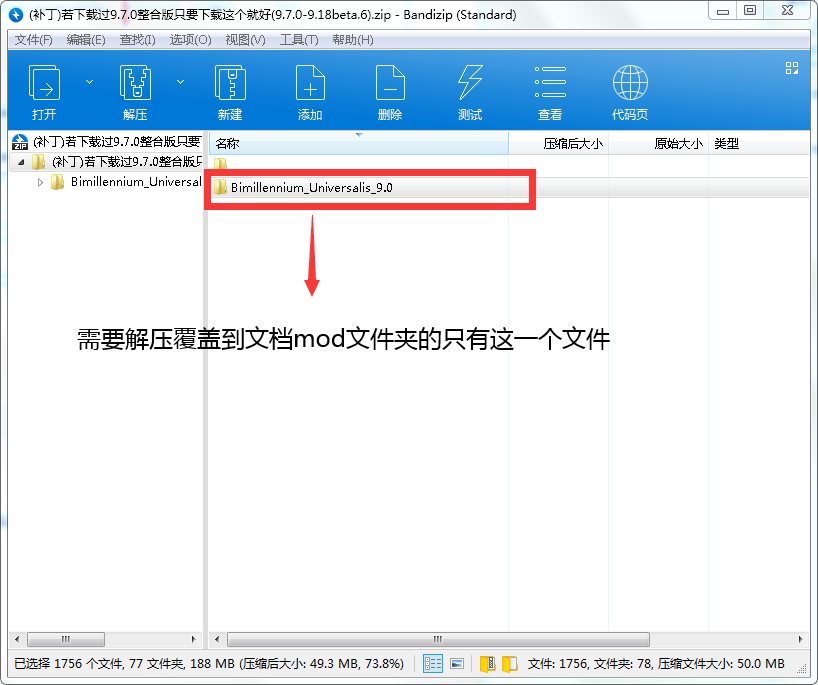 (补丁)若下载过9.7.0整合版只要下载这个就好(9.7.0-9.18beta.6).zip - Bandizip (Standard)
文件(F) 编辑(E) 查找(I) 选项(O) 视图(V) 工具(T) 帮助(H)
打开 解压 新建 添加 删除 测试 查看 代码页
(补丁)若下载过9.7.0整合版只要
名称 压缩后大小 原始大小 类型
(补丁)若下载过9.7.0整合版只
Bimillennium_Universal
Bimillennium_Universalis_9.0
需要解压覆盖到文档mod文件夹的只有这一个文件
已选择 1756 个文件, 77 文件夹, 188 MB (压缩后大小: 49.3 MB, 73.8%)
文件: 1756, 文件夹: 78, 压缩文件大小: 50.0 MB